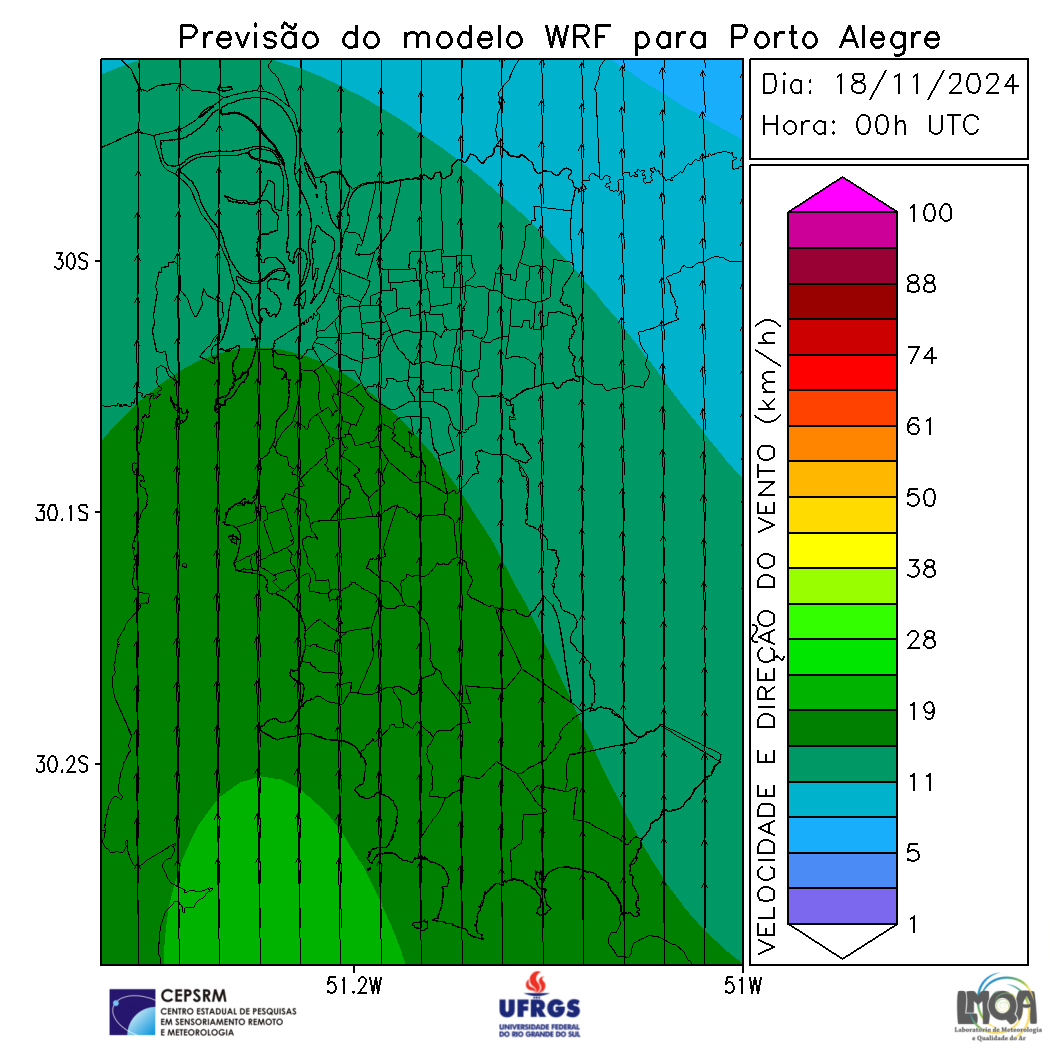 Previsão do modelo WRF para Porto Alegre
Dia: 18/11/2024
Hora: 00h UTC
30S
30.1S
30.2S
51.2W
51W
VELOCIDADE E DIREÇÃO DO VENTO (km/h)
100
88
74
61
50
38
28
19
11
5
1
CEPSRM
CENTRO ESTADUAL DE PESQUISAS
EM SENSORIAMENTO REMOTO
E METEOROLOGIA
UFRGS
UNIVERSIDADE FEDERAL
DO RIO GRANDE DO SUL
LMQA
Laboratório de Meteorologia
e Qualidade do Ar